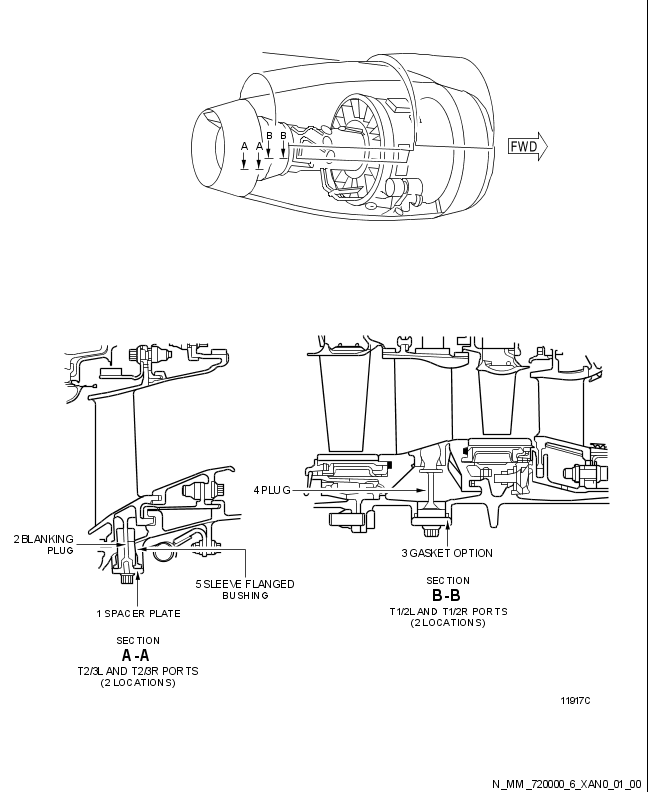 FWD
A A B B
2 BLANKING
PLUG
5 SLEEVE FLANGED
BUSHING
1 SPACER PLATE
SECTION
A-A
T2/3L AND T2/3R PORTS
(2 LOCATIONS)
4 PLUG
3 GASKET OPTION
SECTION
B-B
T1/2L AND T1/2R PORTS
(2 LOCATIONS)
11917C
N_MM_720000_6_XAN0_01_00